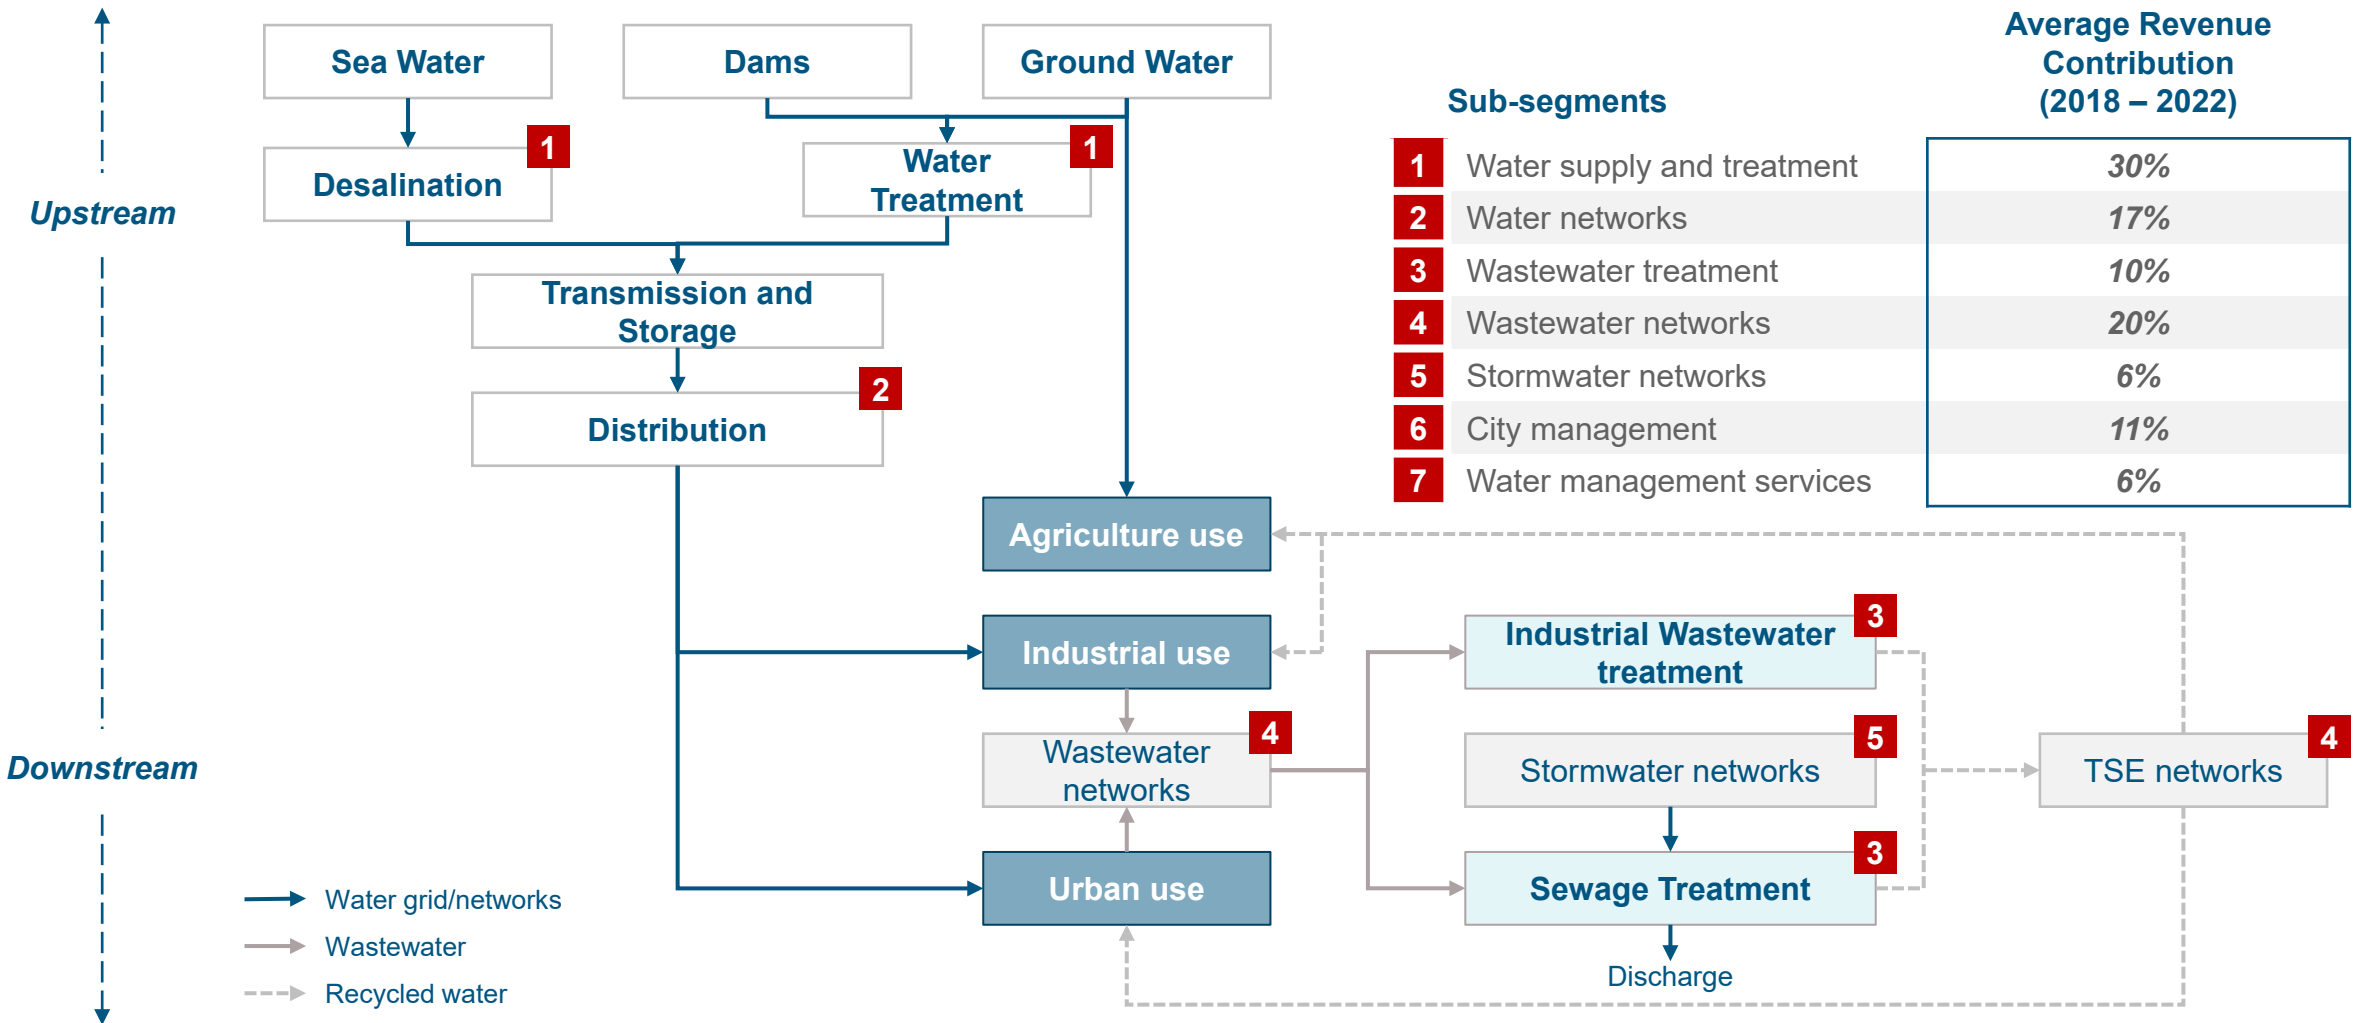 Upstream
Downstream
Sea Water
Dams
Ground Water
1
Desalination
1
Water
Treatment
Transmission and
Storage
2
Distribution
Agriculture use
Industrial use
4
Wastewater
networks
Urban use
3
Industrial Wastewater
treatment
5
Stormwater networks
3
Sewage Treatment
Discharge
4
TSE networks
Water grid/networks
Wastewater
Recycled water
Sub-segments
Average Revenue
Contribution
(2018 – 2022)
1 Water supply and treatment 30%
2 Water networks 17%
3 Wastewater treatment 10%
4 Wastewater networks 20%
5 Stormwater networks 6%
6 City management 11%
7 Water management services 6%